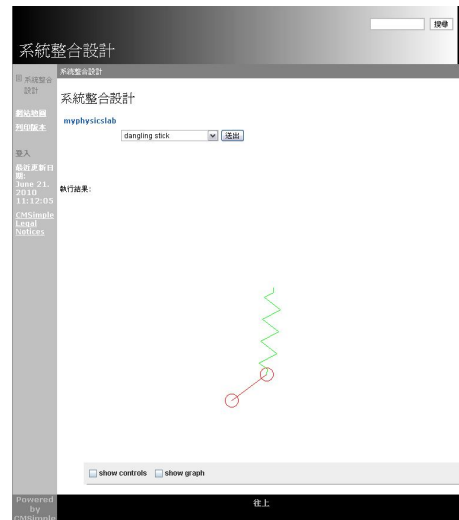 搜尋
系統整合設計
系統整合設計
系統整合
設計
系統整合設計
網站地圖
列印版本
myphysicslab
dangling stick
送出
登入
最近更新日
期:
June 21,
2010
11:12:05
執行結果:
CMSimple
Legal
Notices
show controls
show graph
Powered
by
CMSimple
往上